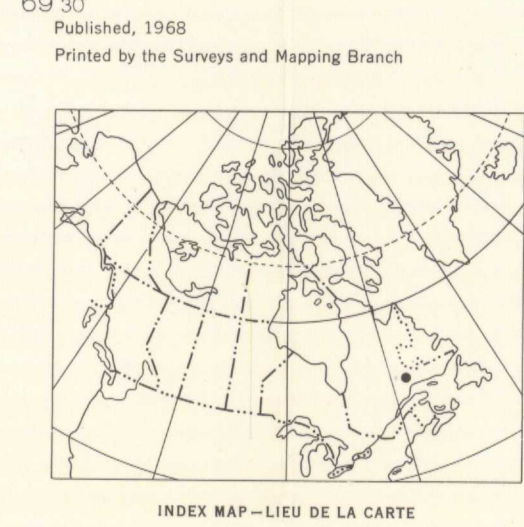 69 30
Published, 1968
Printed by the Surveys and Mapping Branch
INDEX MAP—LIEU DE LA CARTE